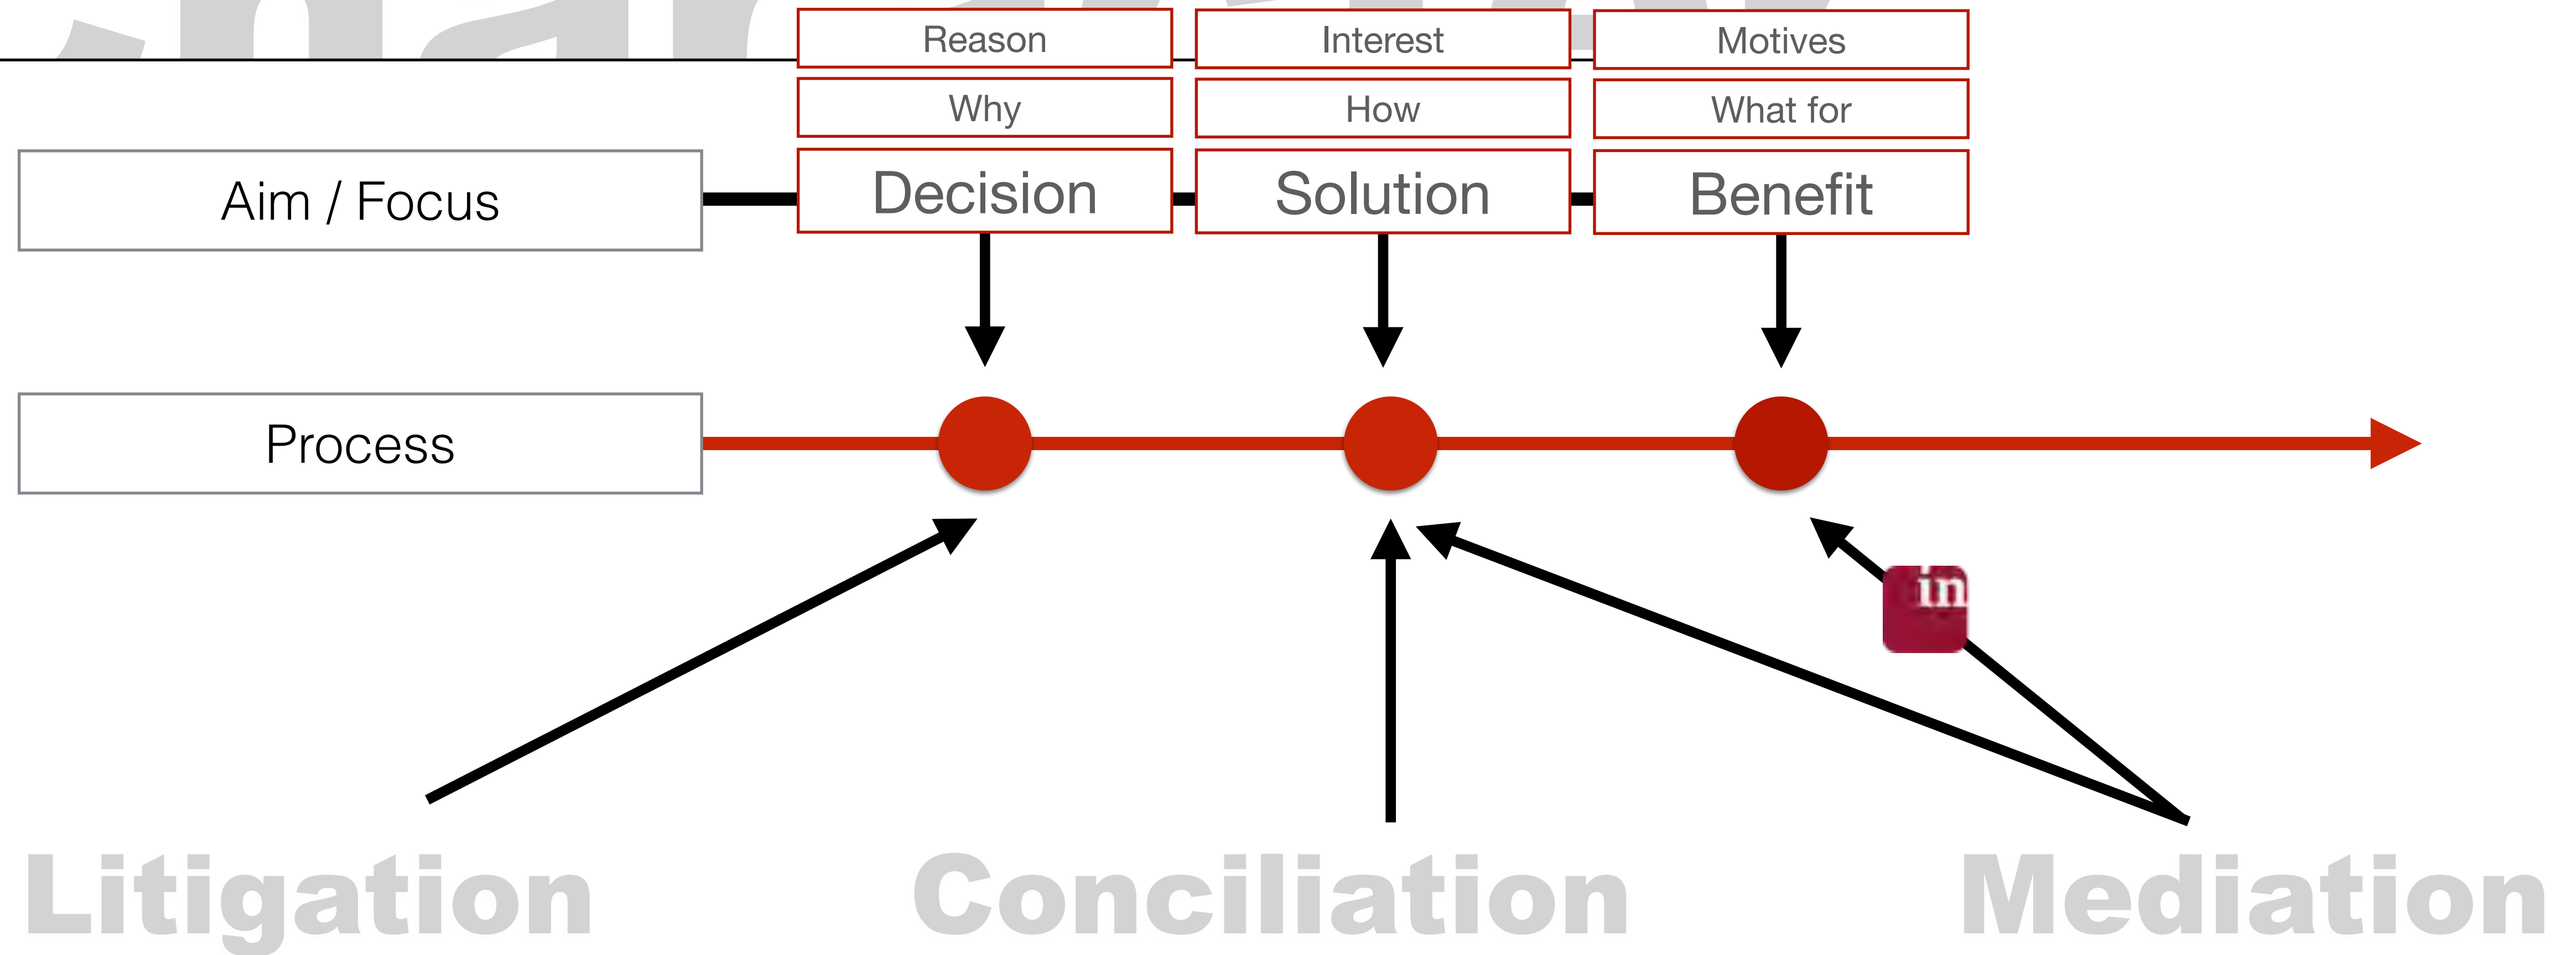 Reason
Interest
Motives
Why
How
What for
Aim / Focus
Decision
Solution
Benefit
Process
in
Litigation
Conciliation
Mediation